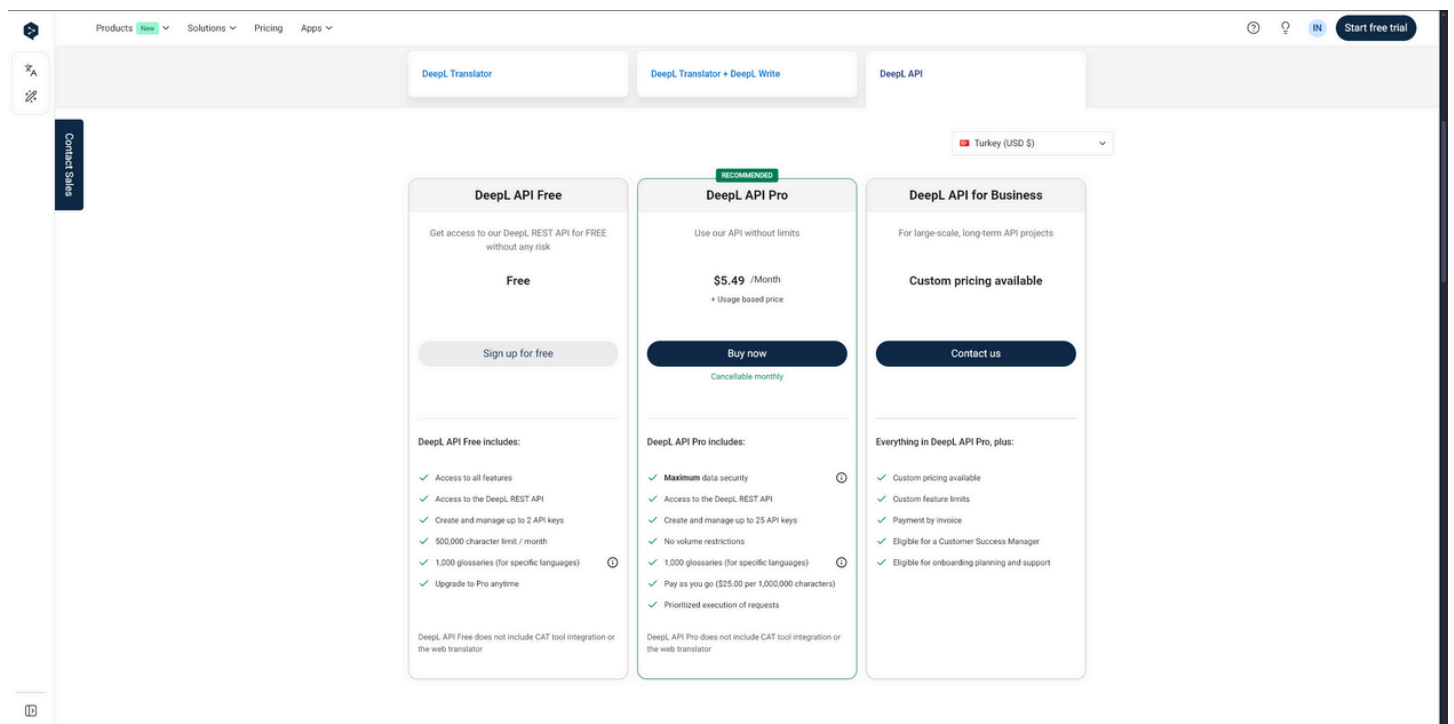 Products New Solutions Pricing Apps
IN Start free trial
DeepL Translator
DeepL Translator + DeepL Write
DeepL API
Contact Sales
Turkey (USD $)
DeepL API Free
Get access to our DeepL REST API for FREE
without any risk
Free
Sign up for free
DeepL API Free includes:
Access to all features
Access to the DeepL REST API
Create and manage up to 2 API keys
500,000 character limit / month
1,000 glossaries (for specific languages)
Upgrade to Pro anytime
DeepL API Free does not include CAT tool integration or
the web translator
RECOMMENDED
DeepL API Pro
Use our API without limits
$5.49 /Month
+ Usage based price
Buy now
Cancellable monthly
DeepL API Pro includes:
Maximum data security
Access to the DeepL REST API
Create and manage up to 25 API keys
No volume restrictions
1,000 glossaries (for specific languages)
Pay as you go ($25.00 per 1,000,000 characters)
Prioritized execution of requests
DeepL API Pro does not include CAT tool integration or
the web translator
DeepL API for Business
For large-scale, long-term API projects
Custom pricing available
Contact us
Everything in DeepL API Pro, plus:
Custom pricing available
Custom feature limits
Payment by invoice
Eligible for a Customer Success Manager
Eligible for onboarding planning and support